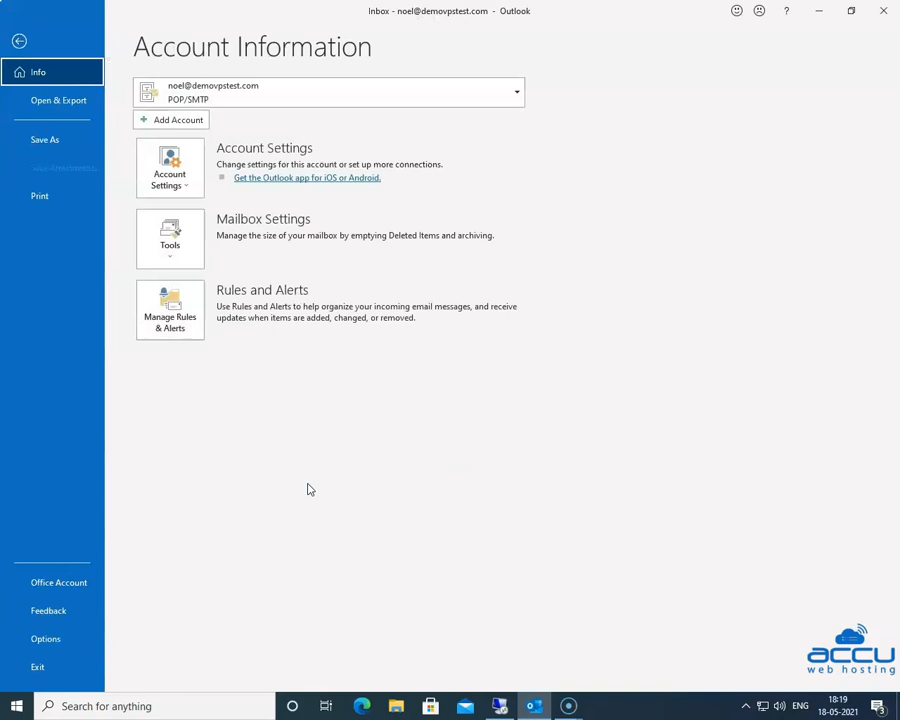 Inbox - noel@demovpstest.com - Outlook
?
Account Information
Info
noel@demovpstest.com
POP/SMTP
Open & Export
Add Account
Save As
Account Settings
Account Settings
Change settings for this account or set up more connections.
Get the Outlook app for iOS or Android.
Print
Tools
Mailbox Settings
Manage the size of your mailbox by emptying Deleted Items and archiving.
Manage Rules & Alerts
Rules and Alerts
Use Rules and Alerts to help organize your incoming email messages, and receive
updates when items are added, changed, or removed.
Office Account
Feedback
Options
Exit
accu
web hosting
Search for anything
ENG
18:19
18-05-2021
3